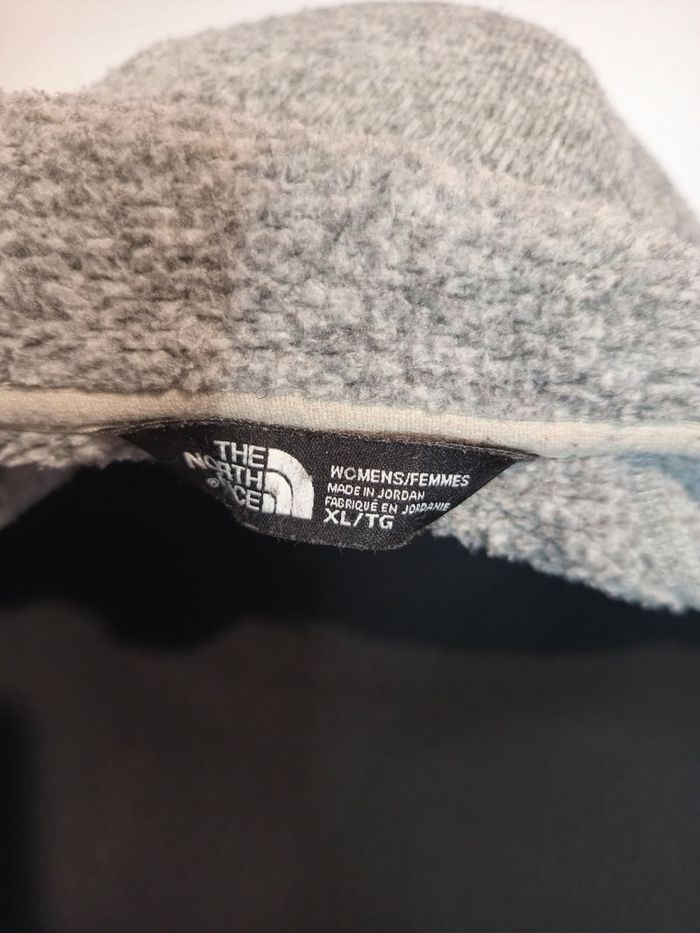 THE
NORTH
FACE
®
WOMENS/FEMMES
MADE IN JORDAN
FABRIQUÉ EN JORDANIE
XL/TG